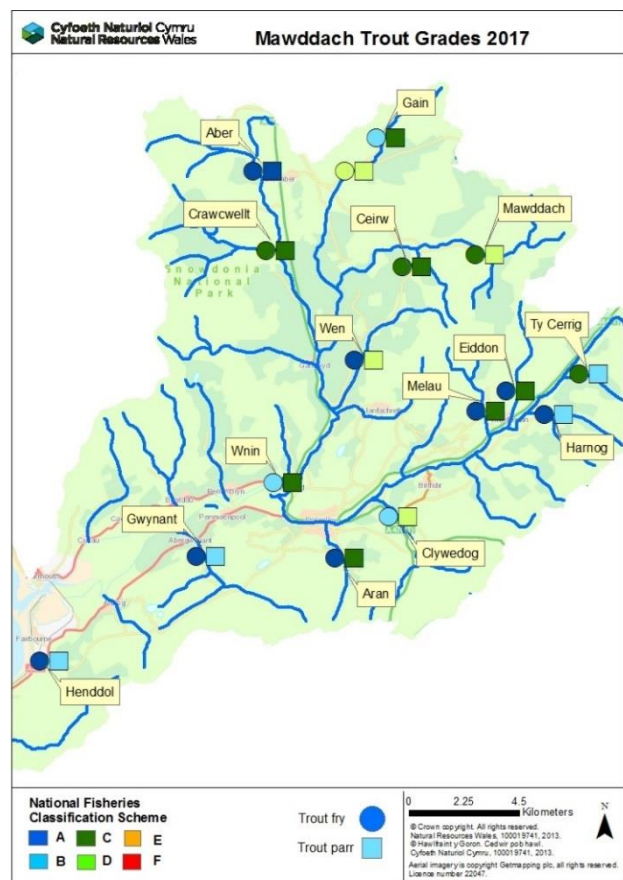 Cyfoeth Naturiol Cymru
Natural Resources Wales
Mawddach Trout Grades 2017
Gain
Aber
Crawcwellt
Ceirw
Mawddach
Snowdonia
National
Park
Wen
Ty Cerrig
Eiddon
Melau
Harnog
Wnin
Gwynant
Clywedog
Aran
Fairbourne
Henddol
National Fisheries
Classification Scheme
A C E
B D F
Trout fry
Trout parr
0 2.25 4.5
Kilometers
N
© Crown copyright. All rights reserved.
Natural Resources Wales, 100019741, 2013.
© Hawlfraint y Goron. Cedwir pob hawl.
Cyfoeth Naturiol Cymru, 100019741, 2013.
Aerial imagery is copyright Getmapping plc, all rights reserved.
Licence number 22047.